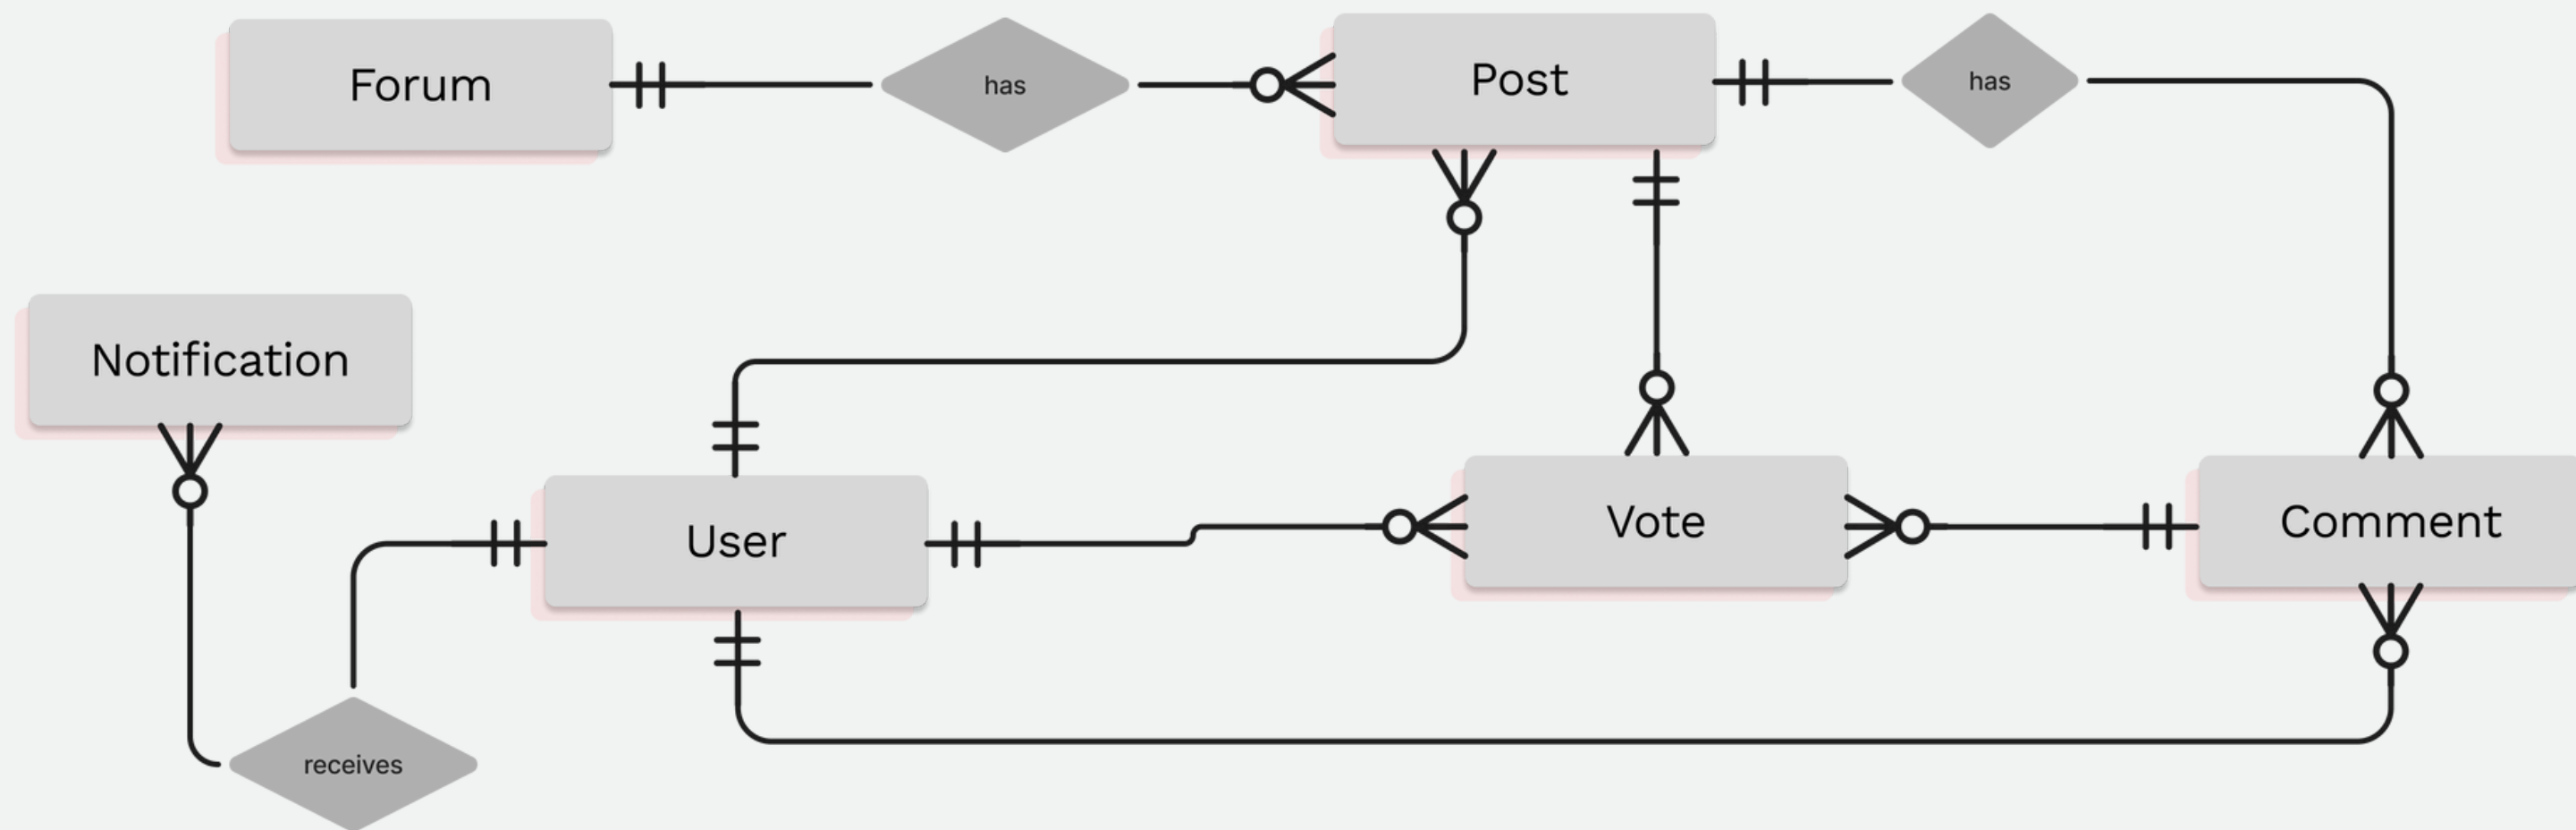 Forum
has
Post
has
Notification
User
Vote
Comment
receives